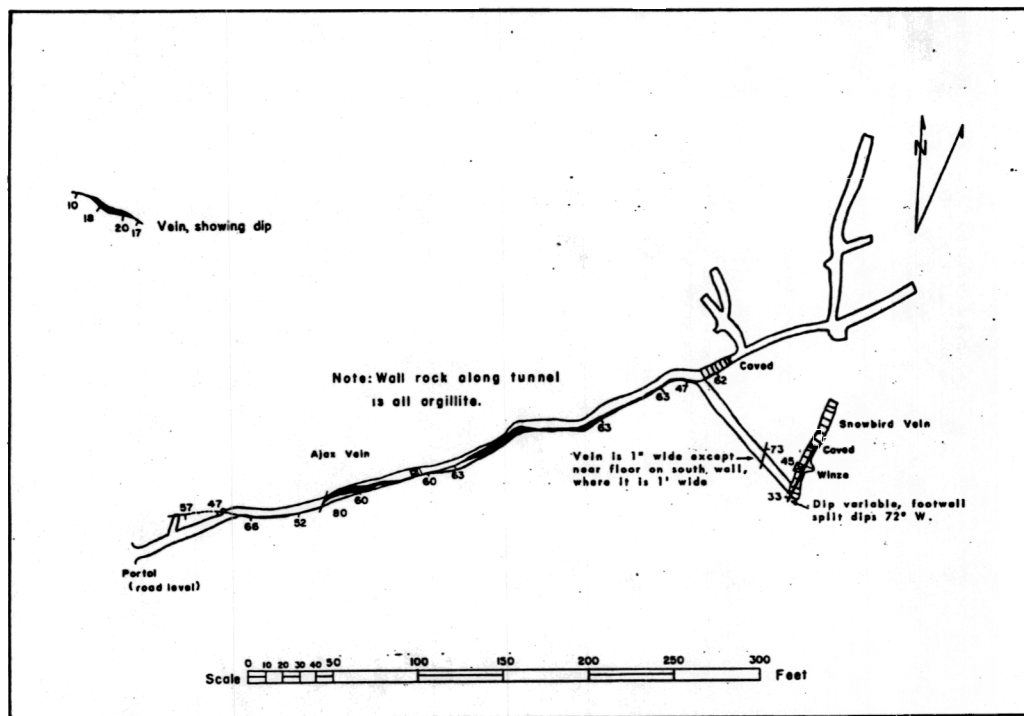 N
10
18
20
17
Vein, showing dip
Note: Wall rock along tunnel
is all argillite.
Caved
62
47
63
63
Snowbird Vein
Caved
Winze
73
45
33
Vein is 1" wide except
near floor on south wall,
where it is 1' wide
Dip variable, footwall
split dips 72° W.
Ajax Vein
63
60
60
80
52
66
47
57
Portal
(road level)
Scale
0 10 20 30 40 50 100 150 200 250 300
Feet